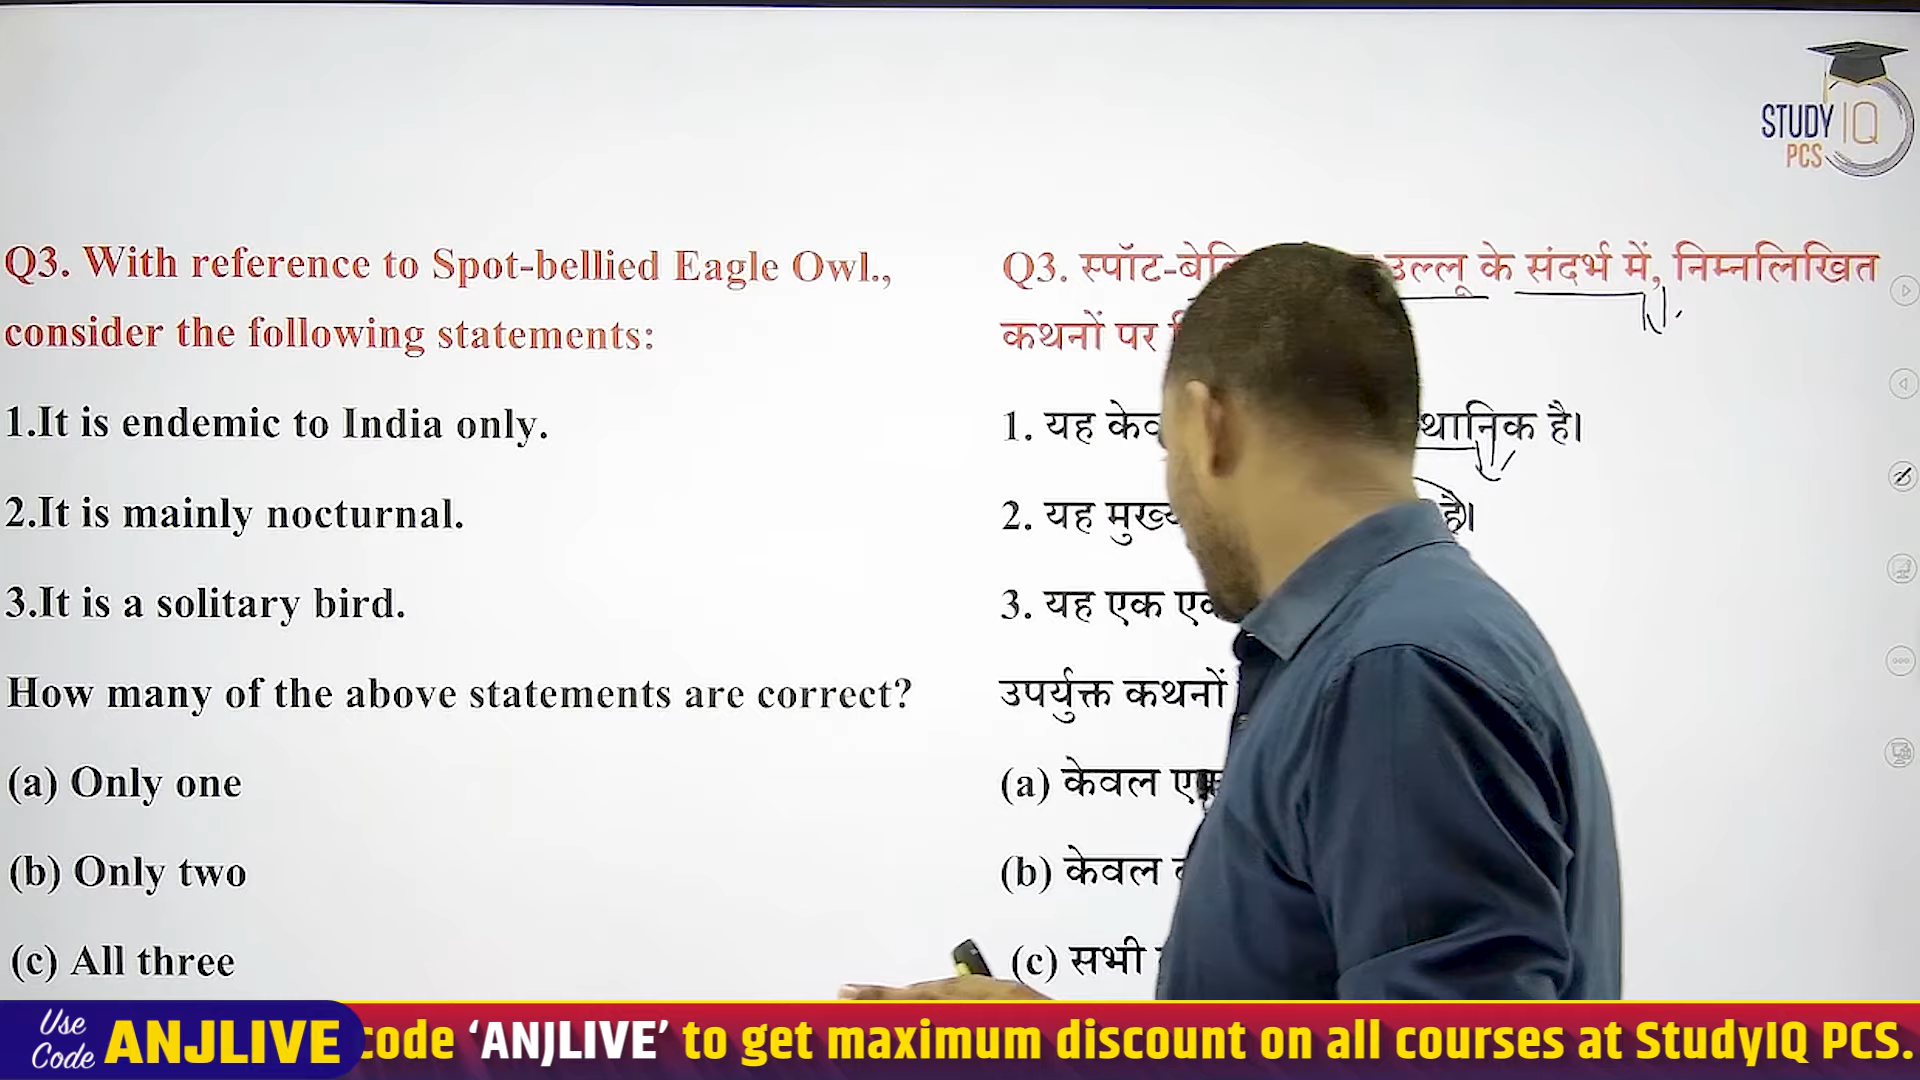 STUDY IQ
PCS
Q3. With reference to Spot-bellied Eagle Owl.,
consider the following statements:
1.It is endemic to India only.
2.It is mainly nocturnal.
3.It is a solitary bird.
How many of the above statements are correct?
(a) Only one
(b) Only two
(c) All three
Q3. उल्लू के संदर्भ में, निम्नलिखित
कथनों पर
1. यह है।
2. यह है।
3. यह एक
उपर्युक्त कथनों
(a) केवल
(b) केवल
(c) सभी
Use Code ANJLIVE code ‘ANJLIVE’ to get maximum discount on all courses at StudyIQ PCS.